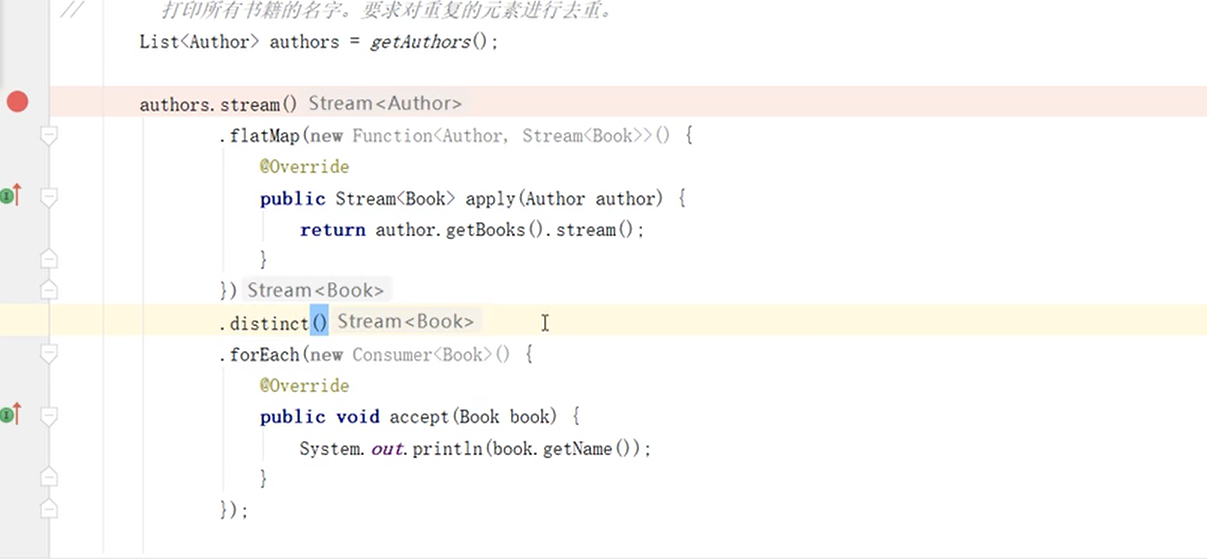 // 打印所有书籍的名字。要求对重复的元素进行去重。
List<Author> authors = getAuthors();
authors.stream() Stream<Author>
.flatMap(new Function<Author, Stream<Book>>() {
@Override
public Stream<Book> apply(Author author) {
return author.getBooks().stream();
}
}) Stream<Book>
.distinct() Stream<Book>
.forEach(new Consumer<Book>() {
@Override
public void accept(Book book) {
System.out.println(book.getName());
}
});